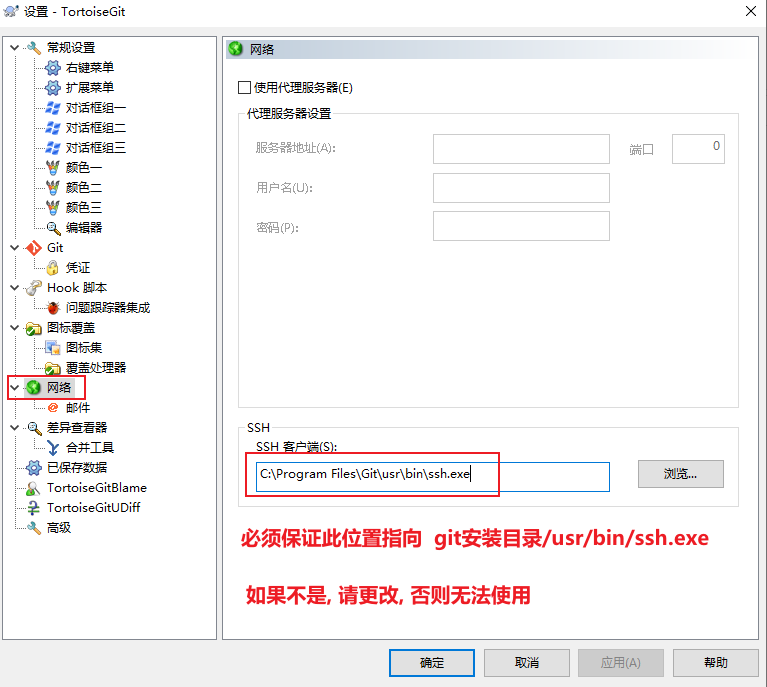 设置 - TortoiseGit
常规设置
右键菜单
扩展菜单
对话框组一
对话框组二
对话框组三
颜色一
颜色二
颜色三
编辑器
Git
凭证
Hook 脚本
问题跟踪器集成
图标覆盖
图标集
覆盖处理器
网络
邮件
差异查看器
合并工具
已保存数据
TortoiseGitBlame
TortoiseGitUDiff
高级
网络
使用代理服务器(E)
代理服务器设置
服务器地址(A):
端口
0
用户名(U):
密码(P):
SSH
SSH 客户端(S):
C:\Program Files\Git\usr\bin\ssh.exe
浏览...
必须保证此位置指向 git安装目录/usr/bin/ssh.exe
如果不是, 请更改, 否则无法使用
确定
取消
应用(A)
帮助